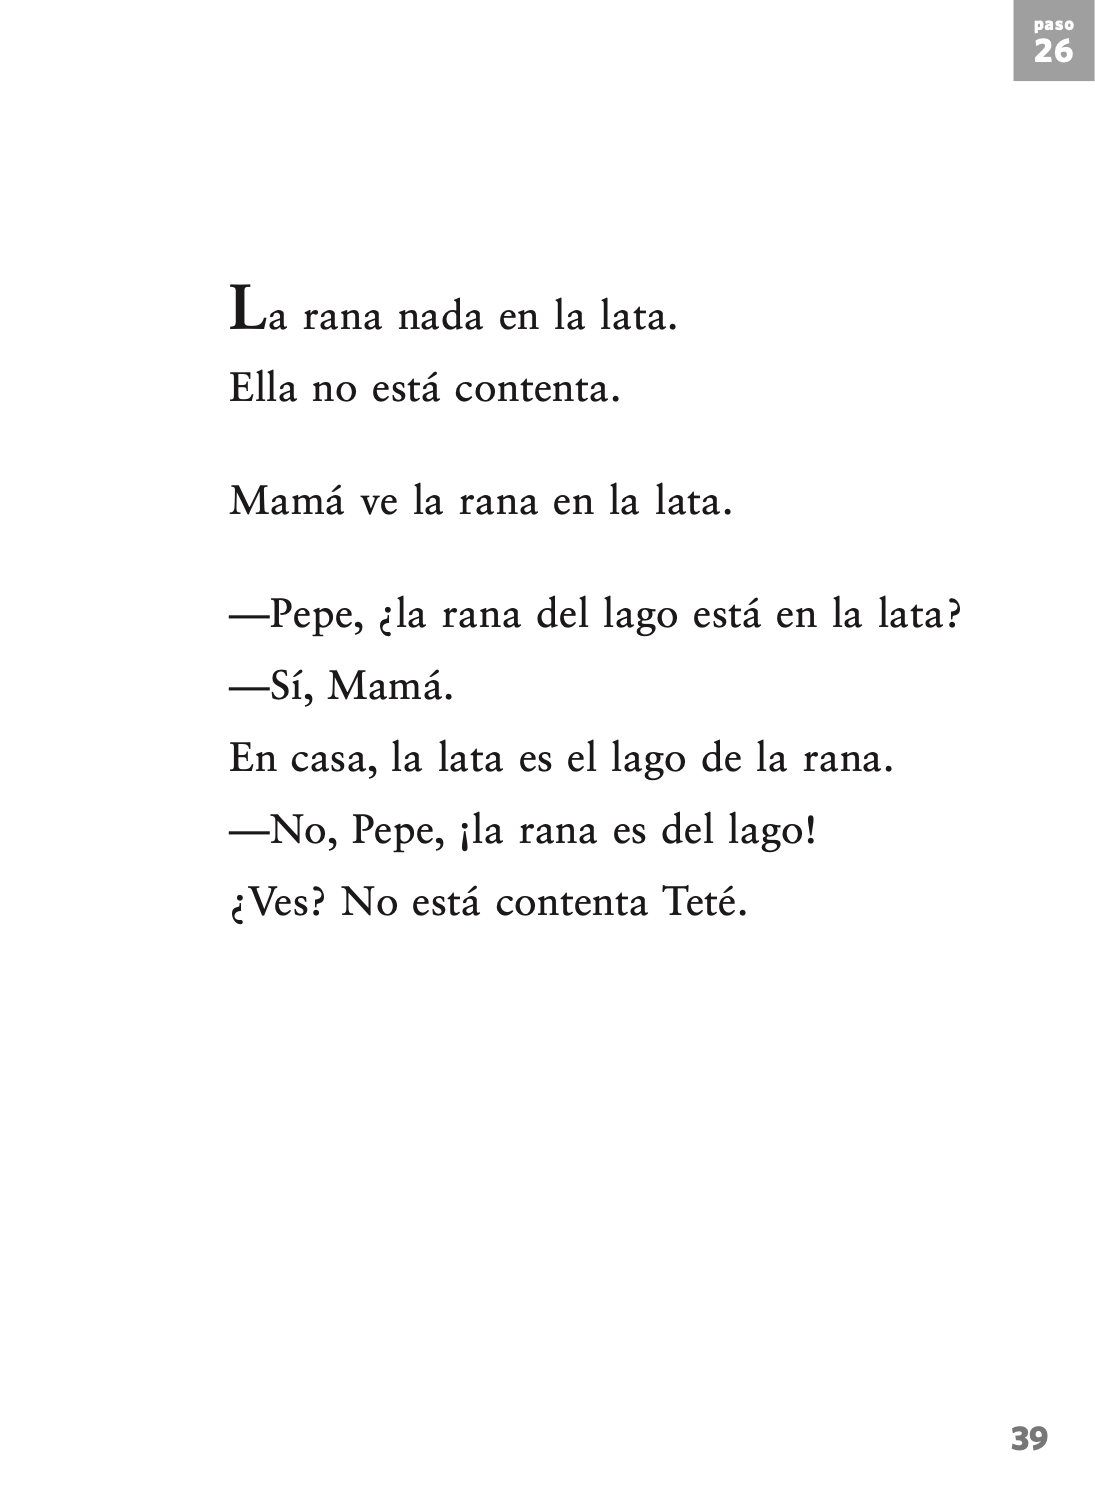 paso
26
La rana nada en la lata.
Ella no está contenta.
Mamá ve la rana en la lata.
—Pepe, ¿la rana del lago está en la lata?
—Sí, Mamá.
En casa, la lata es el lago de la rana.
—No, Pepe, ¡la rana es del lago!
¿Ves? No está contenta Teté.
39